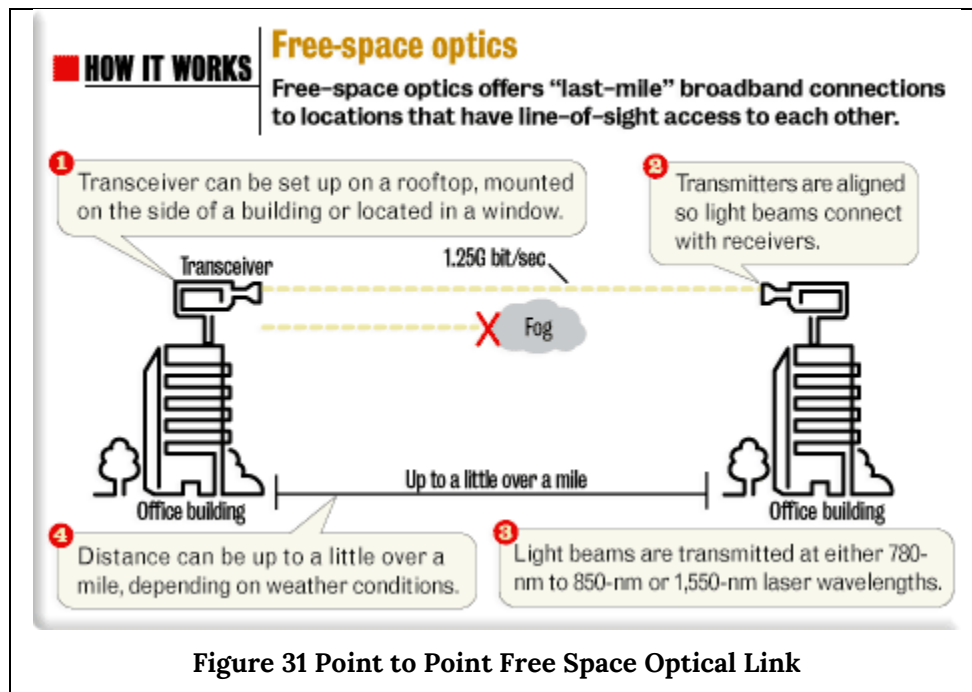 HOW IT WORKS
Free-space optics
Free-space optics offers “last-mile” broadband connections
to locations that have line-of-sight access to each other.
1
Transceiver can be set up on a rooftop, mounted
on the side of a building or located in a window.
2
Transmitters are aligned
so light beams connect
with receivers.
Transceiver
1.25G bit/sec
X
Fog
Up to a little over a mile
Office building
Office building
4
Distance can be up to a little over a
mile, depending on weather conditions.
3
Light beams are transmitted at either 780-
nm to 850-nm or 1,550-nm laser wavelengths.
Figure 31 Point to Point Free Space Optical Link